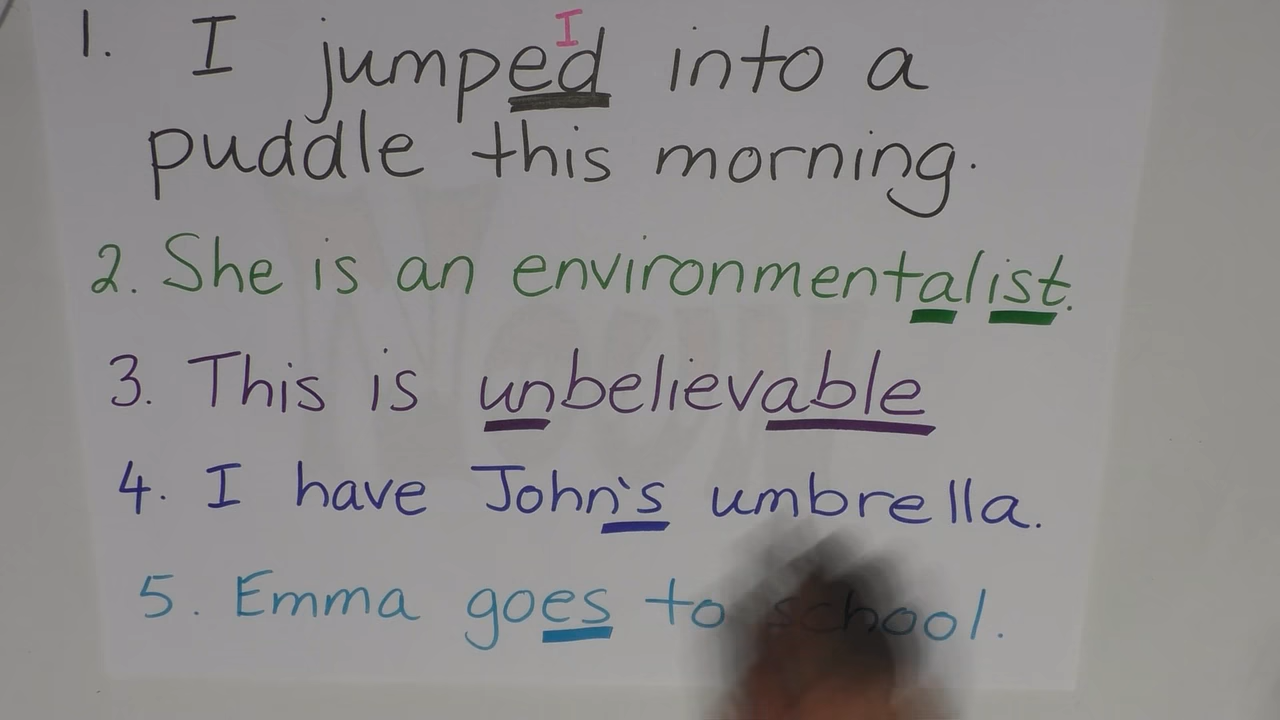 I
1. I jumped into a
puddle this morning.
2. She is an environmentalist.
3. This is unbelievable
4. I have John's umbrella.
5. Emma goes to school.